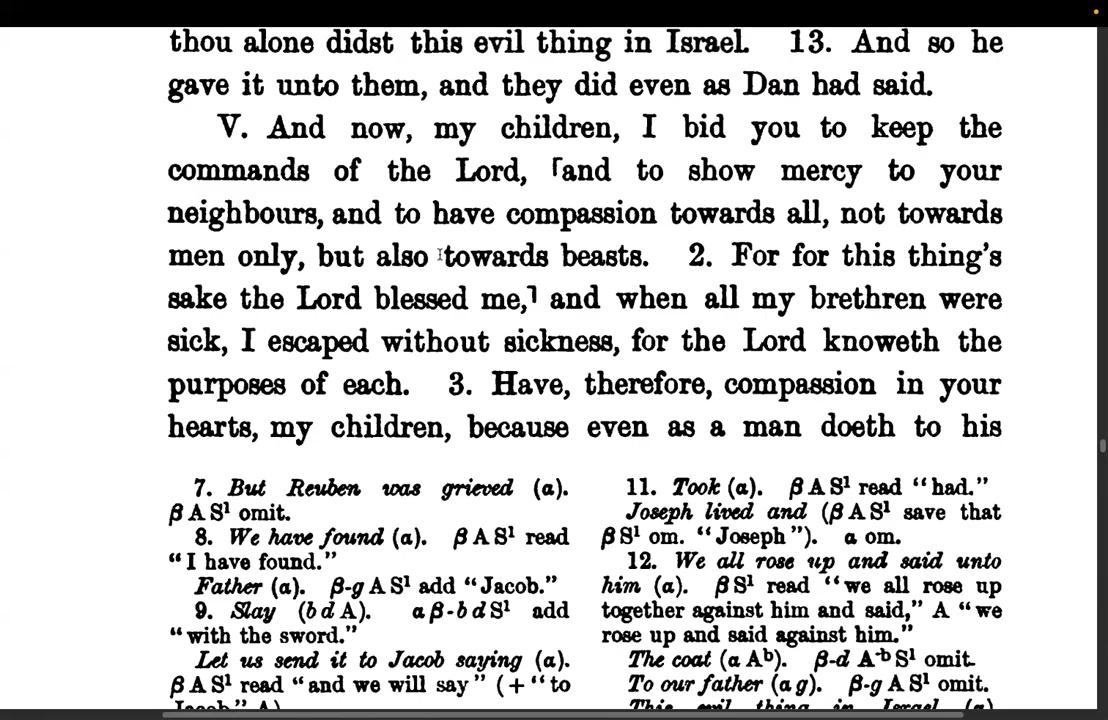 thou alone didst this evil thing in Israel. 13. And so he
gave it unto them, and they did even as Dan had said.
V. And now, my children, I bid you to keep the
commands of the Lord, ⌈and to show mercy to your
neighbours, and to have compassion towards all, not towards
men only, but also towards beasts. 2. For for this thing's
sake the Lord blessed me,⌉ and when all my brethren were
sick, I escaped without sickness, for the Lord knoweth the
purposes of each. 3. Have, therefore, compassion in your
hearts, my children, because even as a man doeth to his
7. But Reuben was grieved (α).
β A S¹ omit.
8. We have found (α). β A S¹ read
“I have found.”
Father (α). β-g A S¹ add “Jacob.”
9. Slay (b d A). α β-b d S¹ add
“with the sword.”
Let us send it to Jacob saying (α).
β A S¹ read “and we will say” (+ “to
Jacob” A).
11. Took (α). β A S¹ read “had.”
Joseph lived and (β A S¹ save that
β S¹ om. “Joseph”). α om.
12. We all rose up and said unto
him (α). β S¹ read “we all rose up
together against him and said,” A “we
rose up and said against him.”
The coat (α Aᵇ). β-d A⁻ᵇ S¹ omit.
To our father (α g). β-g A S¹ omit.
This evil thing in Israel (α)